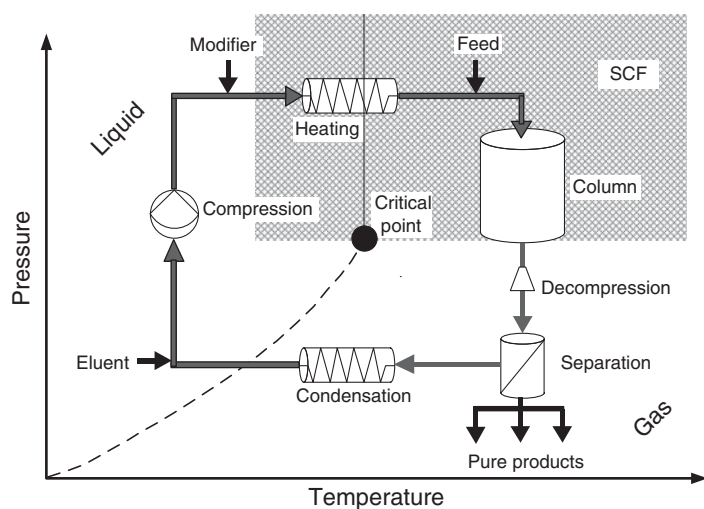 Modifier
Feed
SCF
Liquid
Heating
Column
Compression
Critical
point
Pressure
Decompression
Eluent
Separation
Condensation
Gas
Pure products
Temperature